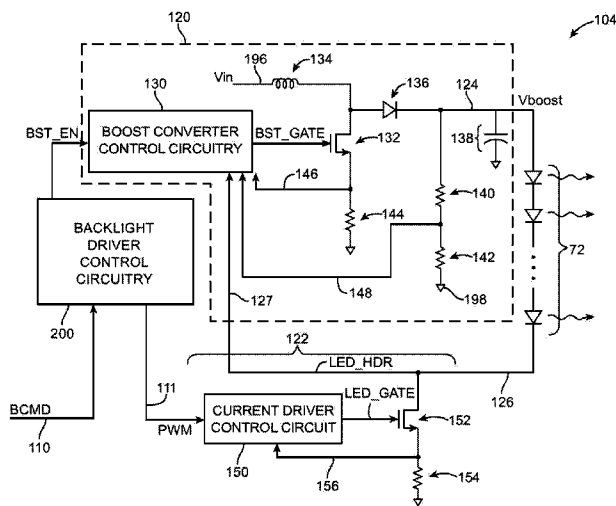 120
104
134
Vin
196
136
124
Vboost
130
BST_EN
BOOST CONVERTER
CONTROL CIRCUITRY
BST_GATE
132
138
146
140
144
BACKLIGHT
DRIVER
CONTROL
CIRCUITRY
142
72
148
198
200
127
122
LED_HDR
111
LED_GATE
126
BCMD
CURRENT DRIVER
CONTROL CIRCUIT
152
110
PWM
150
156
154